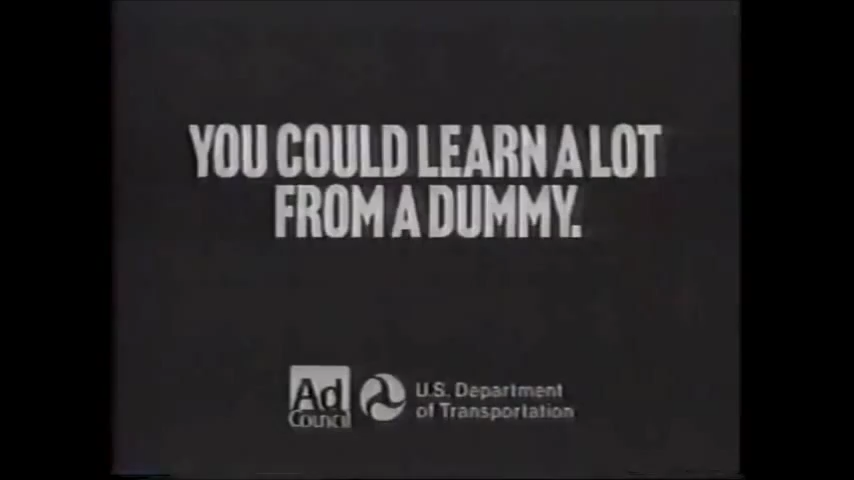 YOU COULD LEARN A LOT
FROM A DUMMY.
Ad
Council
U.S. Department
of Transportation